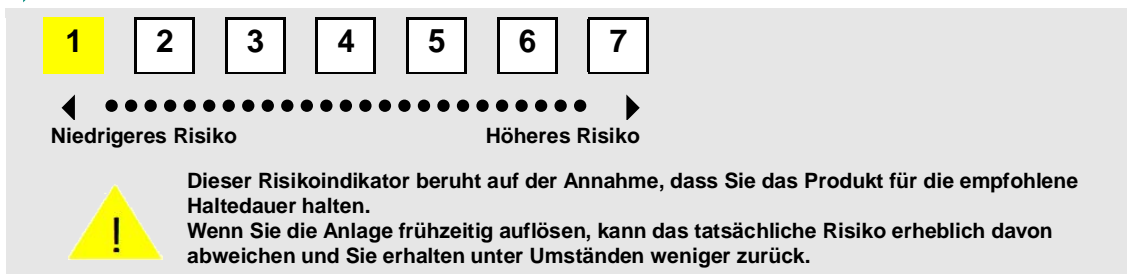 1 2 3 4 5 6 7
Niedrigeres Risiko Höheres Risiko
Dieser Risikoindikator beruht auf der Annahme, dass Sie das Produkt für die empfohlene
Haltedauer halten.
Wenn Sie die Anlage frühzeitig auflösen, kann das tatsächliche Risiko erheblich davon
abweichen und Sie erhalten unter Umständen weniger zurück.
!